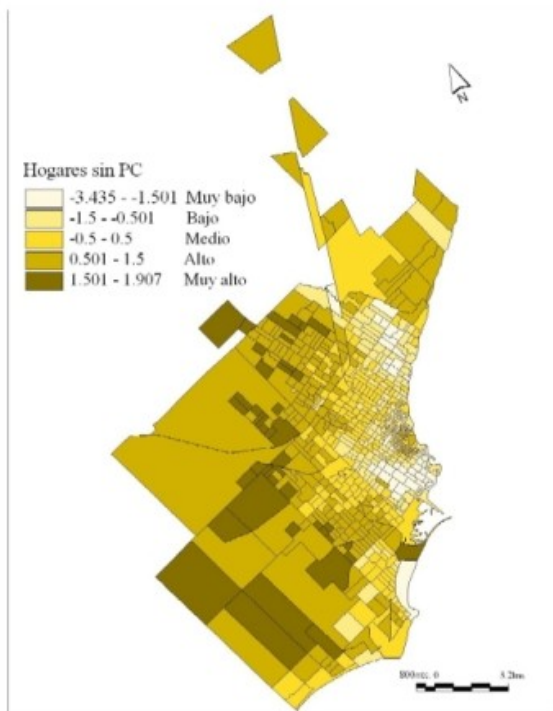 N
Hogares sin PC
-3.435 - -1.501 Muy bajo
-1.5 - -0.501 Bajo
-0.5 - 0.5 Medio
0.501 - 1.5 Alto
1.501 - 1.907 Muy alto
0